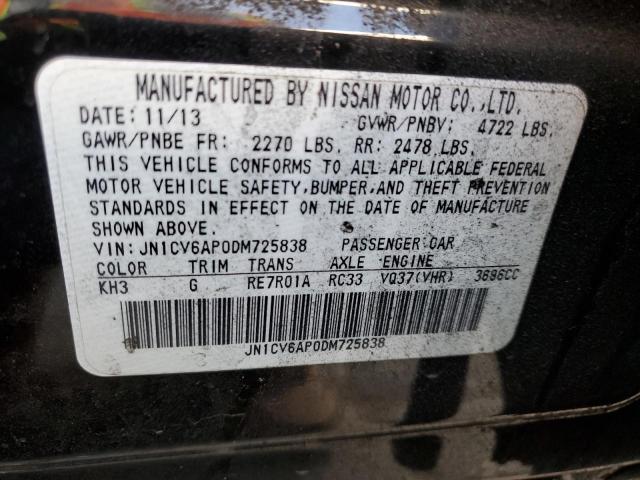 MANUFACTURED BY NISSAN MOTOR CO.,LTD.
DATE: 11/13 GVWR/PNBV: 4722 LBS.
GAWR/PNBE FR: 2270 LBS. RR: 2478 LBS.
THIS VEHICLE CONFORMS TO ALL APPLICABLE FEDERAL
MOTOR VEHICLE SAFETY,BUMPER,AND THEFT PREVENTION
STANDARDS IN EFFECT ON THE DATE OF MANUFACTURE
SHOWN ABOVE.
VIN: JN1CV6AP0DM725838 PASSENGER CAR
COLOR TRIM TRANS AXLE ENGINE
KH3 G RE7R01A RC33 VQ37(VHR) 3696CC
JN1CV6AP0DM725838